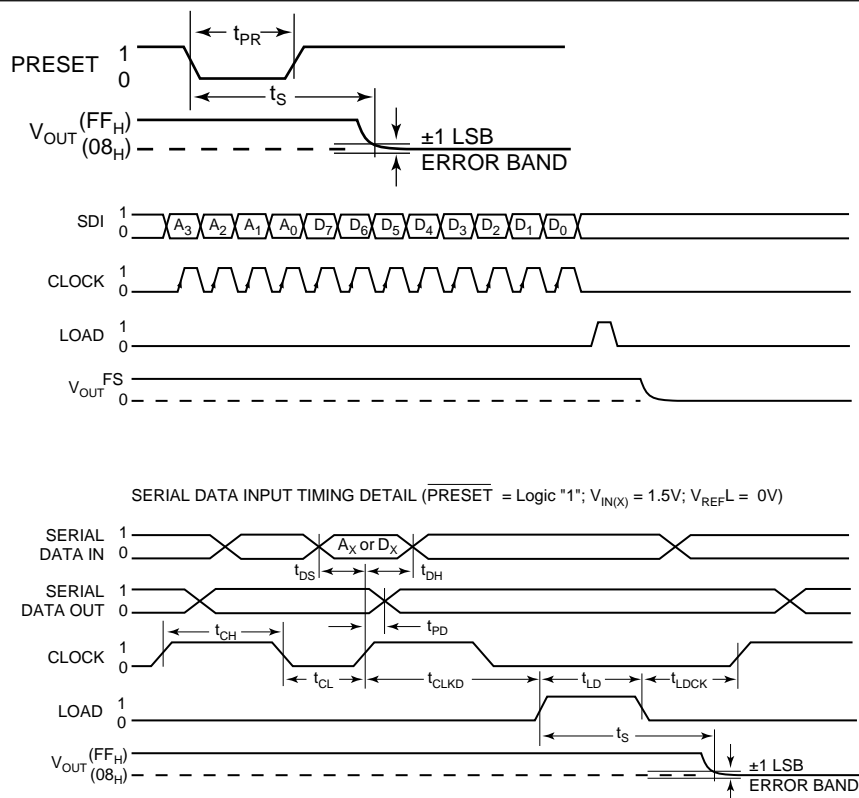 t_PR
PRESET 1
0
t_S
V_OUT (FF_H)
(08_H)
±1 LSB
ERROR BAND
SDI 1
0
A_3 A_2 A_1 A_0 D_7 D_6 D_5 D_4 D_3 D_2 D_1 D_0
CLOCK 1
0
LOAD 1
0
V_OUT FS
0
SERIAL DATA INPUT TIMING DETAIL (PRESET = Logic "1"; V_IN(X) = 1.5V; V_REFL = 0V)
SERIAL DATA IN 1
0
A_X or D_X
t_DS t_DH
SERIAL DATA OUT 1
0
t_PD
t_CH
CLOCK 1
0
t_CL t_CLKD t_LD t_LDCK
LOAD 1
0
t_S
V_OUT (FF_H)
(08_H)
±1 LSB
ERROR BAND